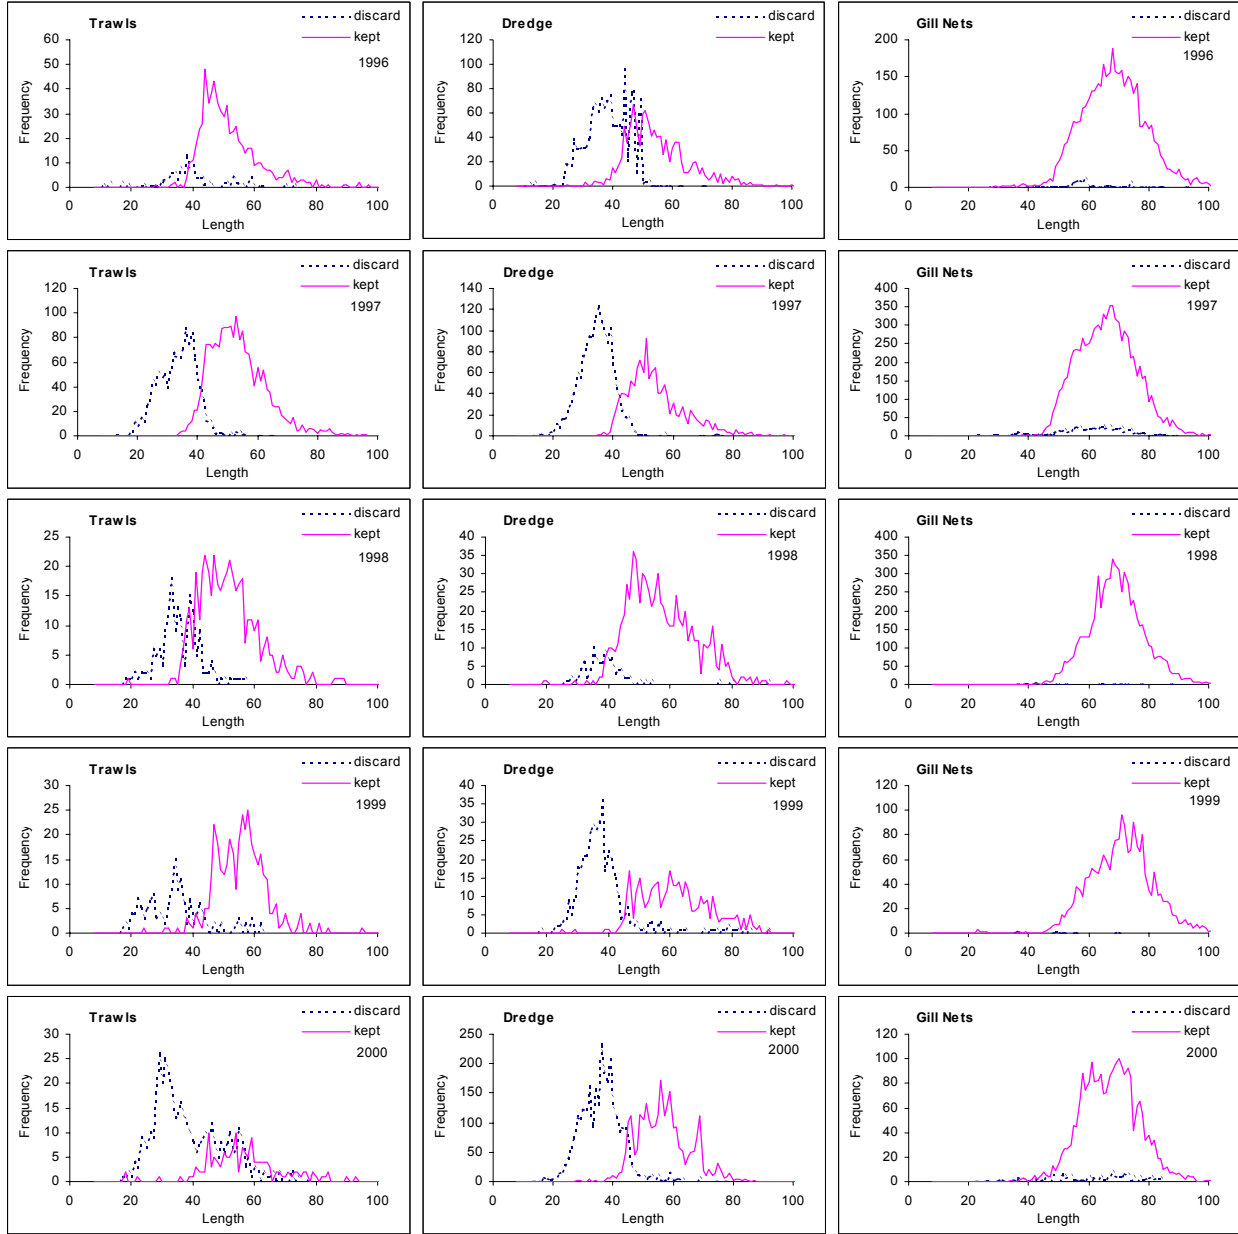 Trawls
discard
kept
1996
Frequency
60
50
40
30
20
10
0
0 20 40 60 80 100
Length
Dredge
discard
kept
1996
Frequency
120
100
80
60
40
20
0
0 20 40 60 80 100
Length
Gill Nets
discard
kept
1996
Frequency
200
150
100
50
0
0 20 40 60 80 100
Length
Trawls
discard
kept
1997
Frequency
120
100
80
60
40
20
0
0 20 40 60 80 100
Length
Dredge
discard
kept
1997
Frequency
140
120
100
80
60
40
20
0
0 20 40 60 80 100
Length
Gill Nets
discard
kept
1997
Frequency
400
350
300
250
200
150
100
50
0
0 20 40 60 80 100
Length
Trawls
discard
kept
1998
Frequency
25
20
15
10
5
0
0 20 40 60 80 100
Length
Dredge
discard
kept
1998
Frequency
40
35
30
25
20
15
10
5
0
0 20 40 60 80 100
Length
Gill Nets
discard
kept
1998
Frequency
400
350
300
250
200
150
100
50
0
0 20 40 60 80 100
Length
Trawls
discard
kept
1999
Frequency
30
25
20
15
10
5
0
0 20 40 60 80 100
Length
Dredge
discard
kept
1999
Frequency
40
35
30
25
20
15
10
5
0
0 20 40 60 80 100
Length
Gill Nets
discard
kept
1999
Frequency
120
100
80
60
40
20
0
0 20 40 60 80 100
Length
Trawls
discard
kept
2000
Frequency
30
25
20
15
10
5
0
0 20 40 60 80 100
Length
Dredge
discard
kept
2000
Frequency
250
200
150
100
50
0
0 20 40 60 80 100
Length
Gill Nets
discard
kept
2000
Frequency
120
100
80
60
40
20
0
0 20 40 60 80 100
Length